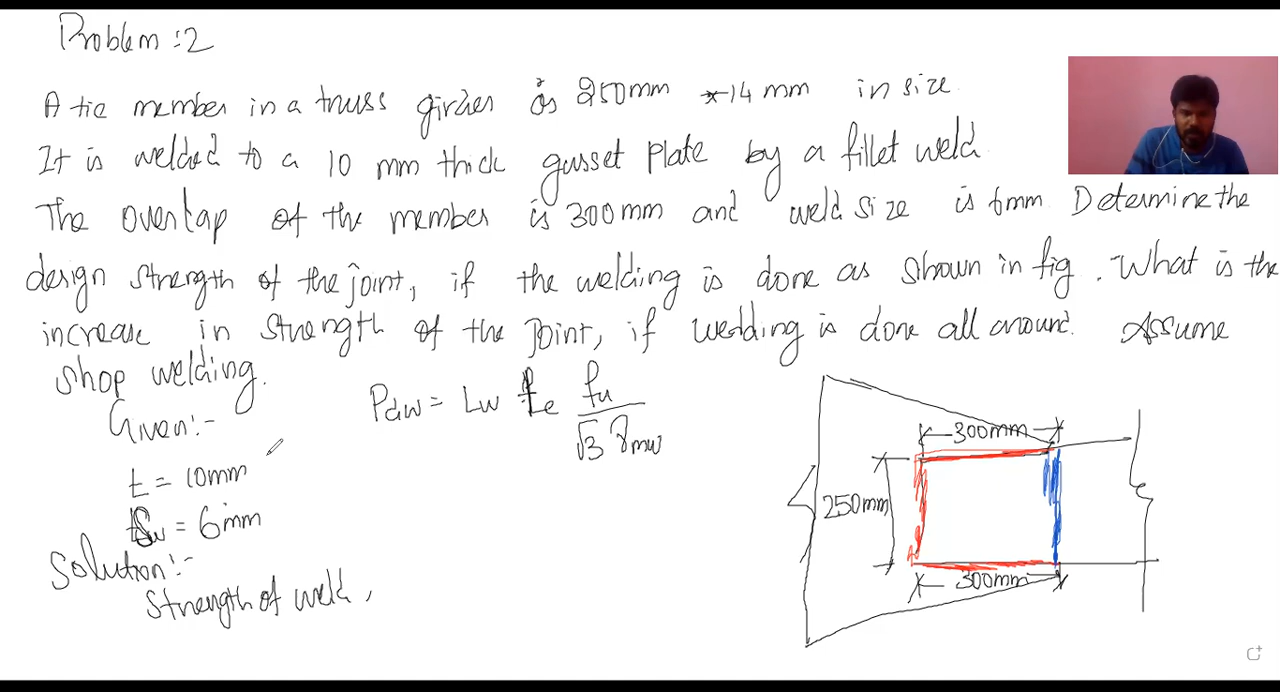 Problem :2
A tie member in a truss girder is 250mm * 14 mm in size.
It is welded to a 10 mm thick gusset plate by a fillet weld.
The overlap of the member is 300mm and weld size is 6mm. Determine the
design strength of the joint, if the welding is done as shown in fig. What is the
increase in strength of the joint, if welding is done all around. Assume
shop welding.
Given:-
Pdw = Lw te fu / √3 γmw
t = 10mm
Sw = 6mm
Solution:-
Strength of weld,
300mm
250mm
300mm